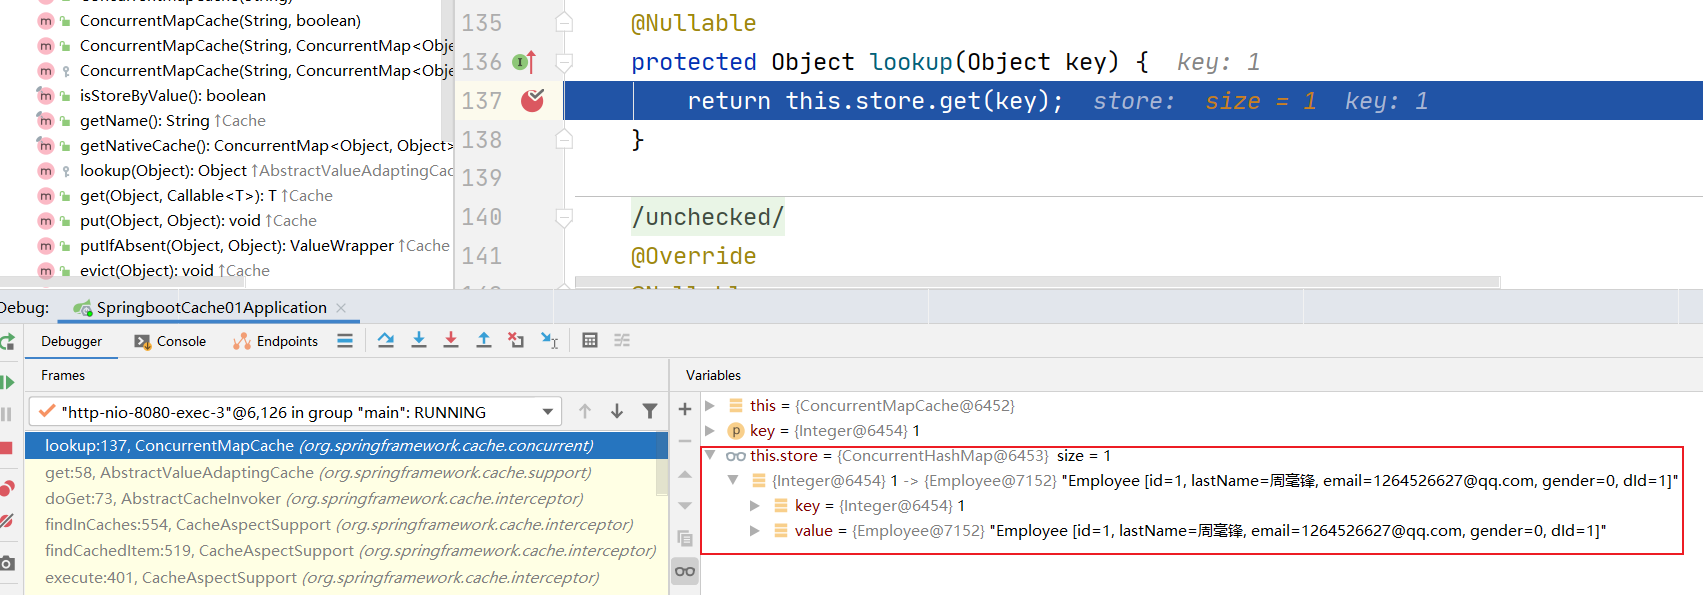 ConcurrentMapCache(String)
ConcurrentMapCache(String, boolean)
ConcurrentMapCache(String, ConcurrentMap<Obje
ConcurrentMapCache(String, ConcurrentMap<Obje
isStoreByValue(): boolean
getName(): String ↑Cache
getNativeCache(): ConcurrentMap<Object, Object>
lookup(Object): Object ↑AbstractValueAdaptingCac
get(Object, Callable<T>): T ↑Cache
put(Object, Object): void ↑Cache
putIfAbsent(Object, Object): ValueWrapper ↑Cache
evict(Object): void ↑Cache
135 @Nullable
136 protected Object lookup(Object key) { key: 1
137 return this.store.get(key); store: size = 1 key: 1
138 }
139
140 /unchecked/
141 @Override
@Nullable
Debug: SpringbootCache01Application
Debugger Console Endpoints
Frames
"http-nio-8080-exec-3"@6,126 in group "main": RUNNING
lookup:137, ConcurrentMapCache (org.springframework.cache.concurrent)
get:58, AbstractValueAdaptingCache (org.springframework.cache.support)
doGet:73, AbstractCacheInvoker (org.springframework.cache.interceptor)
findInCaches:554, CacheAspectSupport (org.springframework.cache.interceptor)
findCachedItem:519, CacheAspectSupport (org.springframework.cache.interceptor)
execute:401, CacheAspectSupport (org.springframework.cache.interceptor)
Variables
this = {ConcurrentMapCache@6452}
key = {Integer@6454} 1
this.store = {ConcurrentHashMap@6453} size = 1
{Integer@6454} 1 -> {Employee@7152} "Employee [id=1, lastName=周毫锋, email=1264526627@qq.com, gender=0, dId=1]"
key = {Integer@6454} 1
value = {Employee@7152} "Employee [id=1, lastName=周毫锋, email=1264526627@qq.com, gender=0, dId=1]"